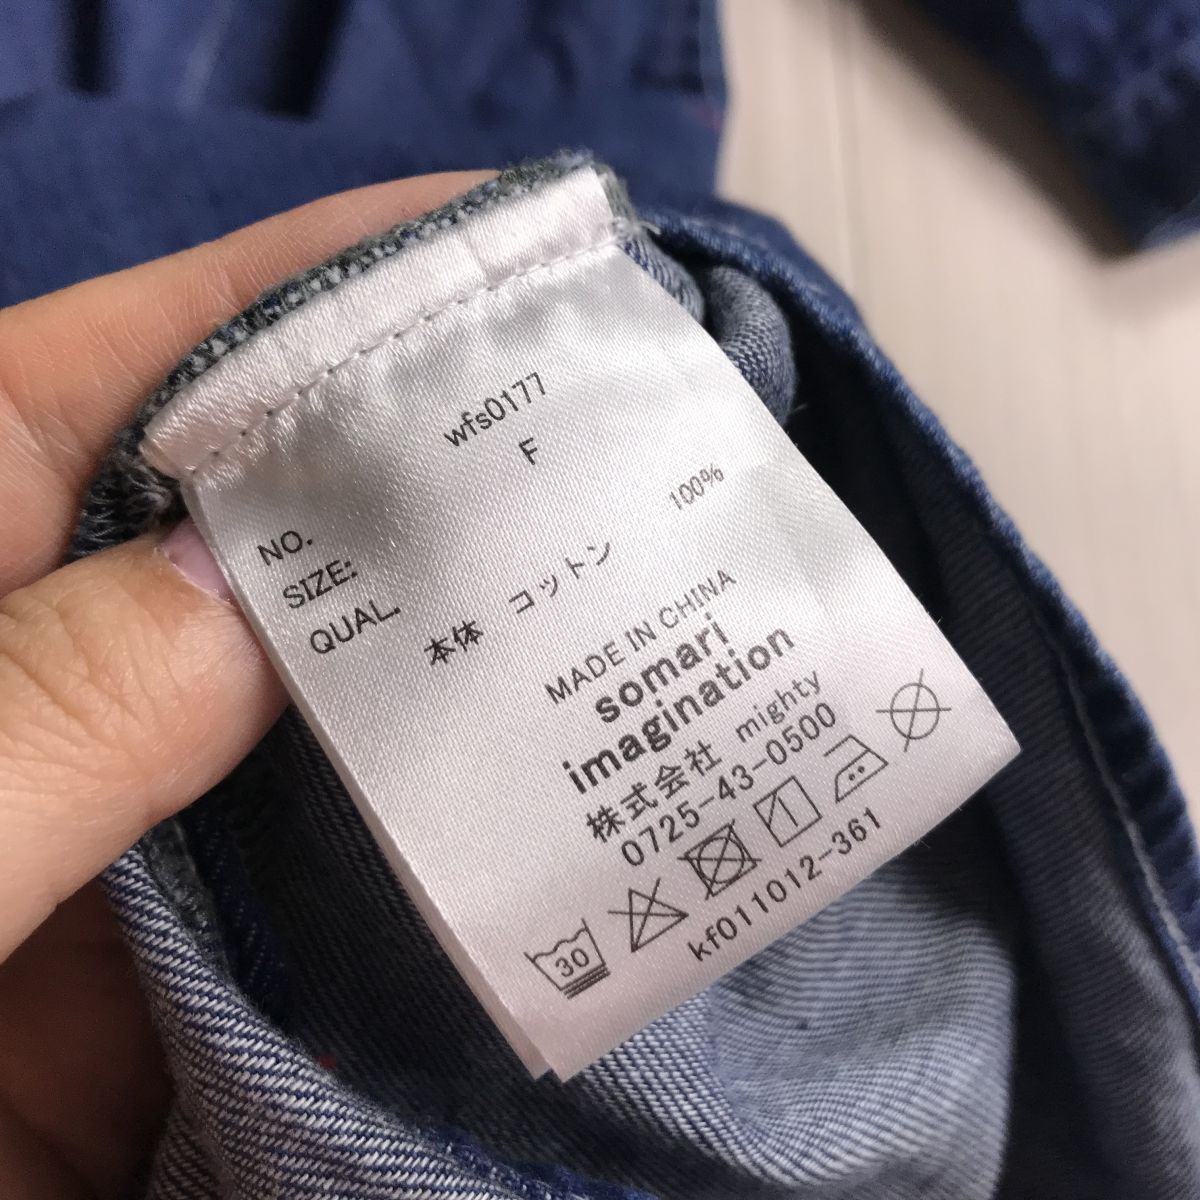 NO. wfs0177
SIZE: F
QUAL.
本体 コットン 100%
MADE IN CHINA
somari
imagination
株式会社 mighty
0725-43-0500
30
kf011012-361